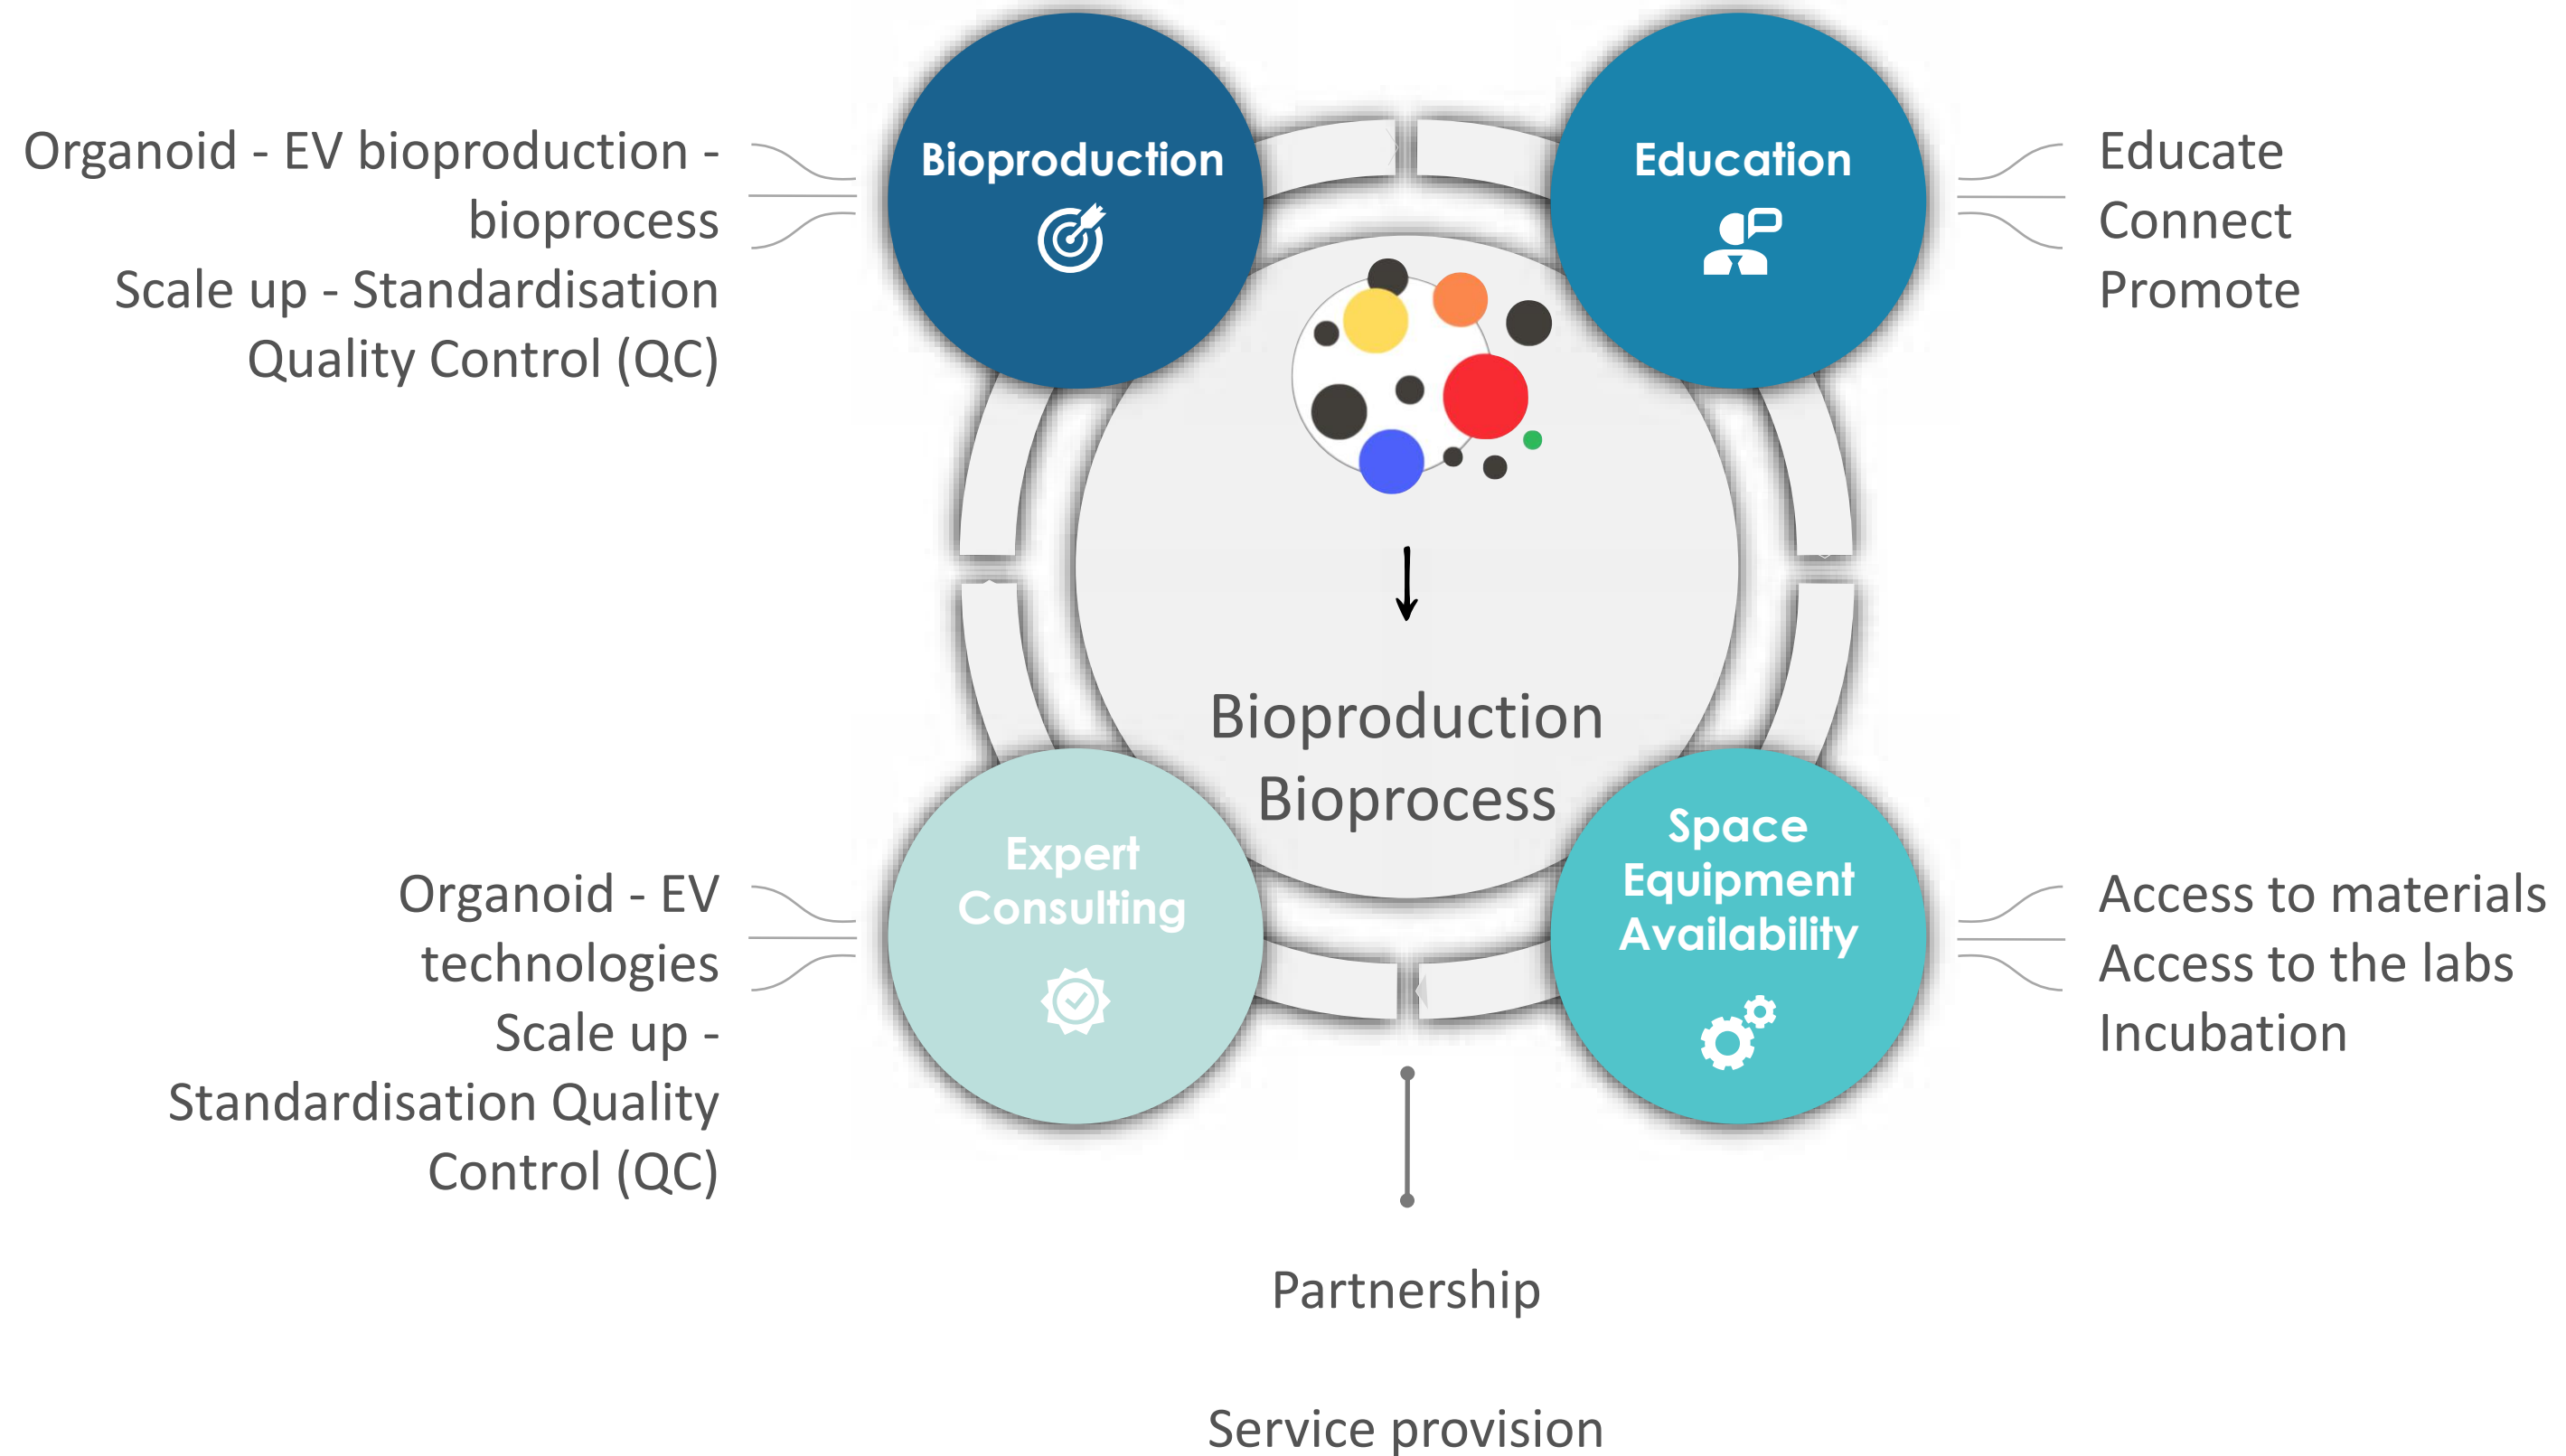 Organoid - EV bioproduction -
bioprocess
Scale up - Standardisation
Quality Control (QC)
Bioproduction
Education
Educate
Connect
Promote
Bioproduction
Bioprocess
Organoid - EV
technologies
Scale up -
Standardisation Quality
Control (QC)
Expert
Consulting
Space
Equipment
Availability
Access to materials
Access to the labs
Incubation
Partnership
Service provision